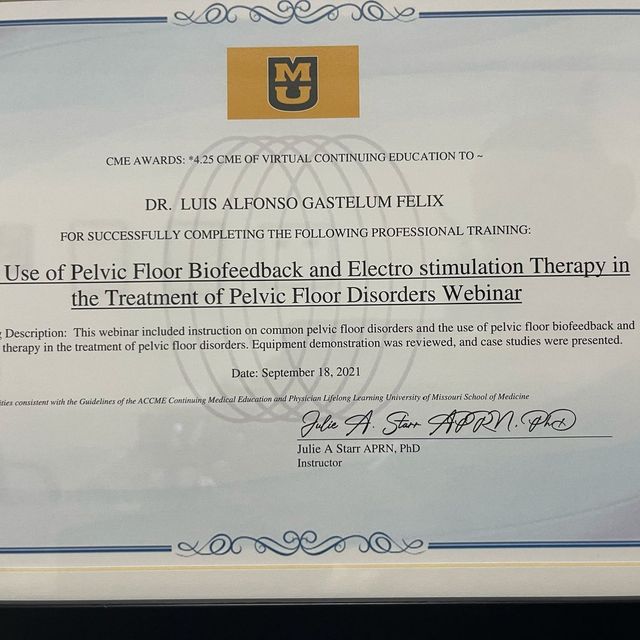 MU
CME AWARDS: *4.25 CME OF VIRTUAL CONTINUING EDUCATION TO ~
DR. LUIS ALFONSO GASTELUM FELIX
FOR SUCCESSFULLY COMPLETING THE FOLLOWING PROFESSIONAL TRAINING:
Use of Pelvic Floor Biofeedback and Electro stimulation Therapy in
the Treatment of Pelvic Floor Disorders Webinar
Description: This webinar included instruction on common pelvic floor disorders and the use of pelvic floor biofeedback and
therapy in the treatment of pelvic floor disorders. Equipment demonstration was reviewed, and case studies were presented.
Date: September 18, 2021
consistent with the Guidelines of the ACCME Continuing Medical Education and Physician Lifelong Learning University of Missouri School of Medicine
Julie A. Starr APRN. PhD
Julie A Starr APRN, PhD
Instructor